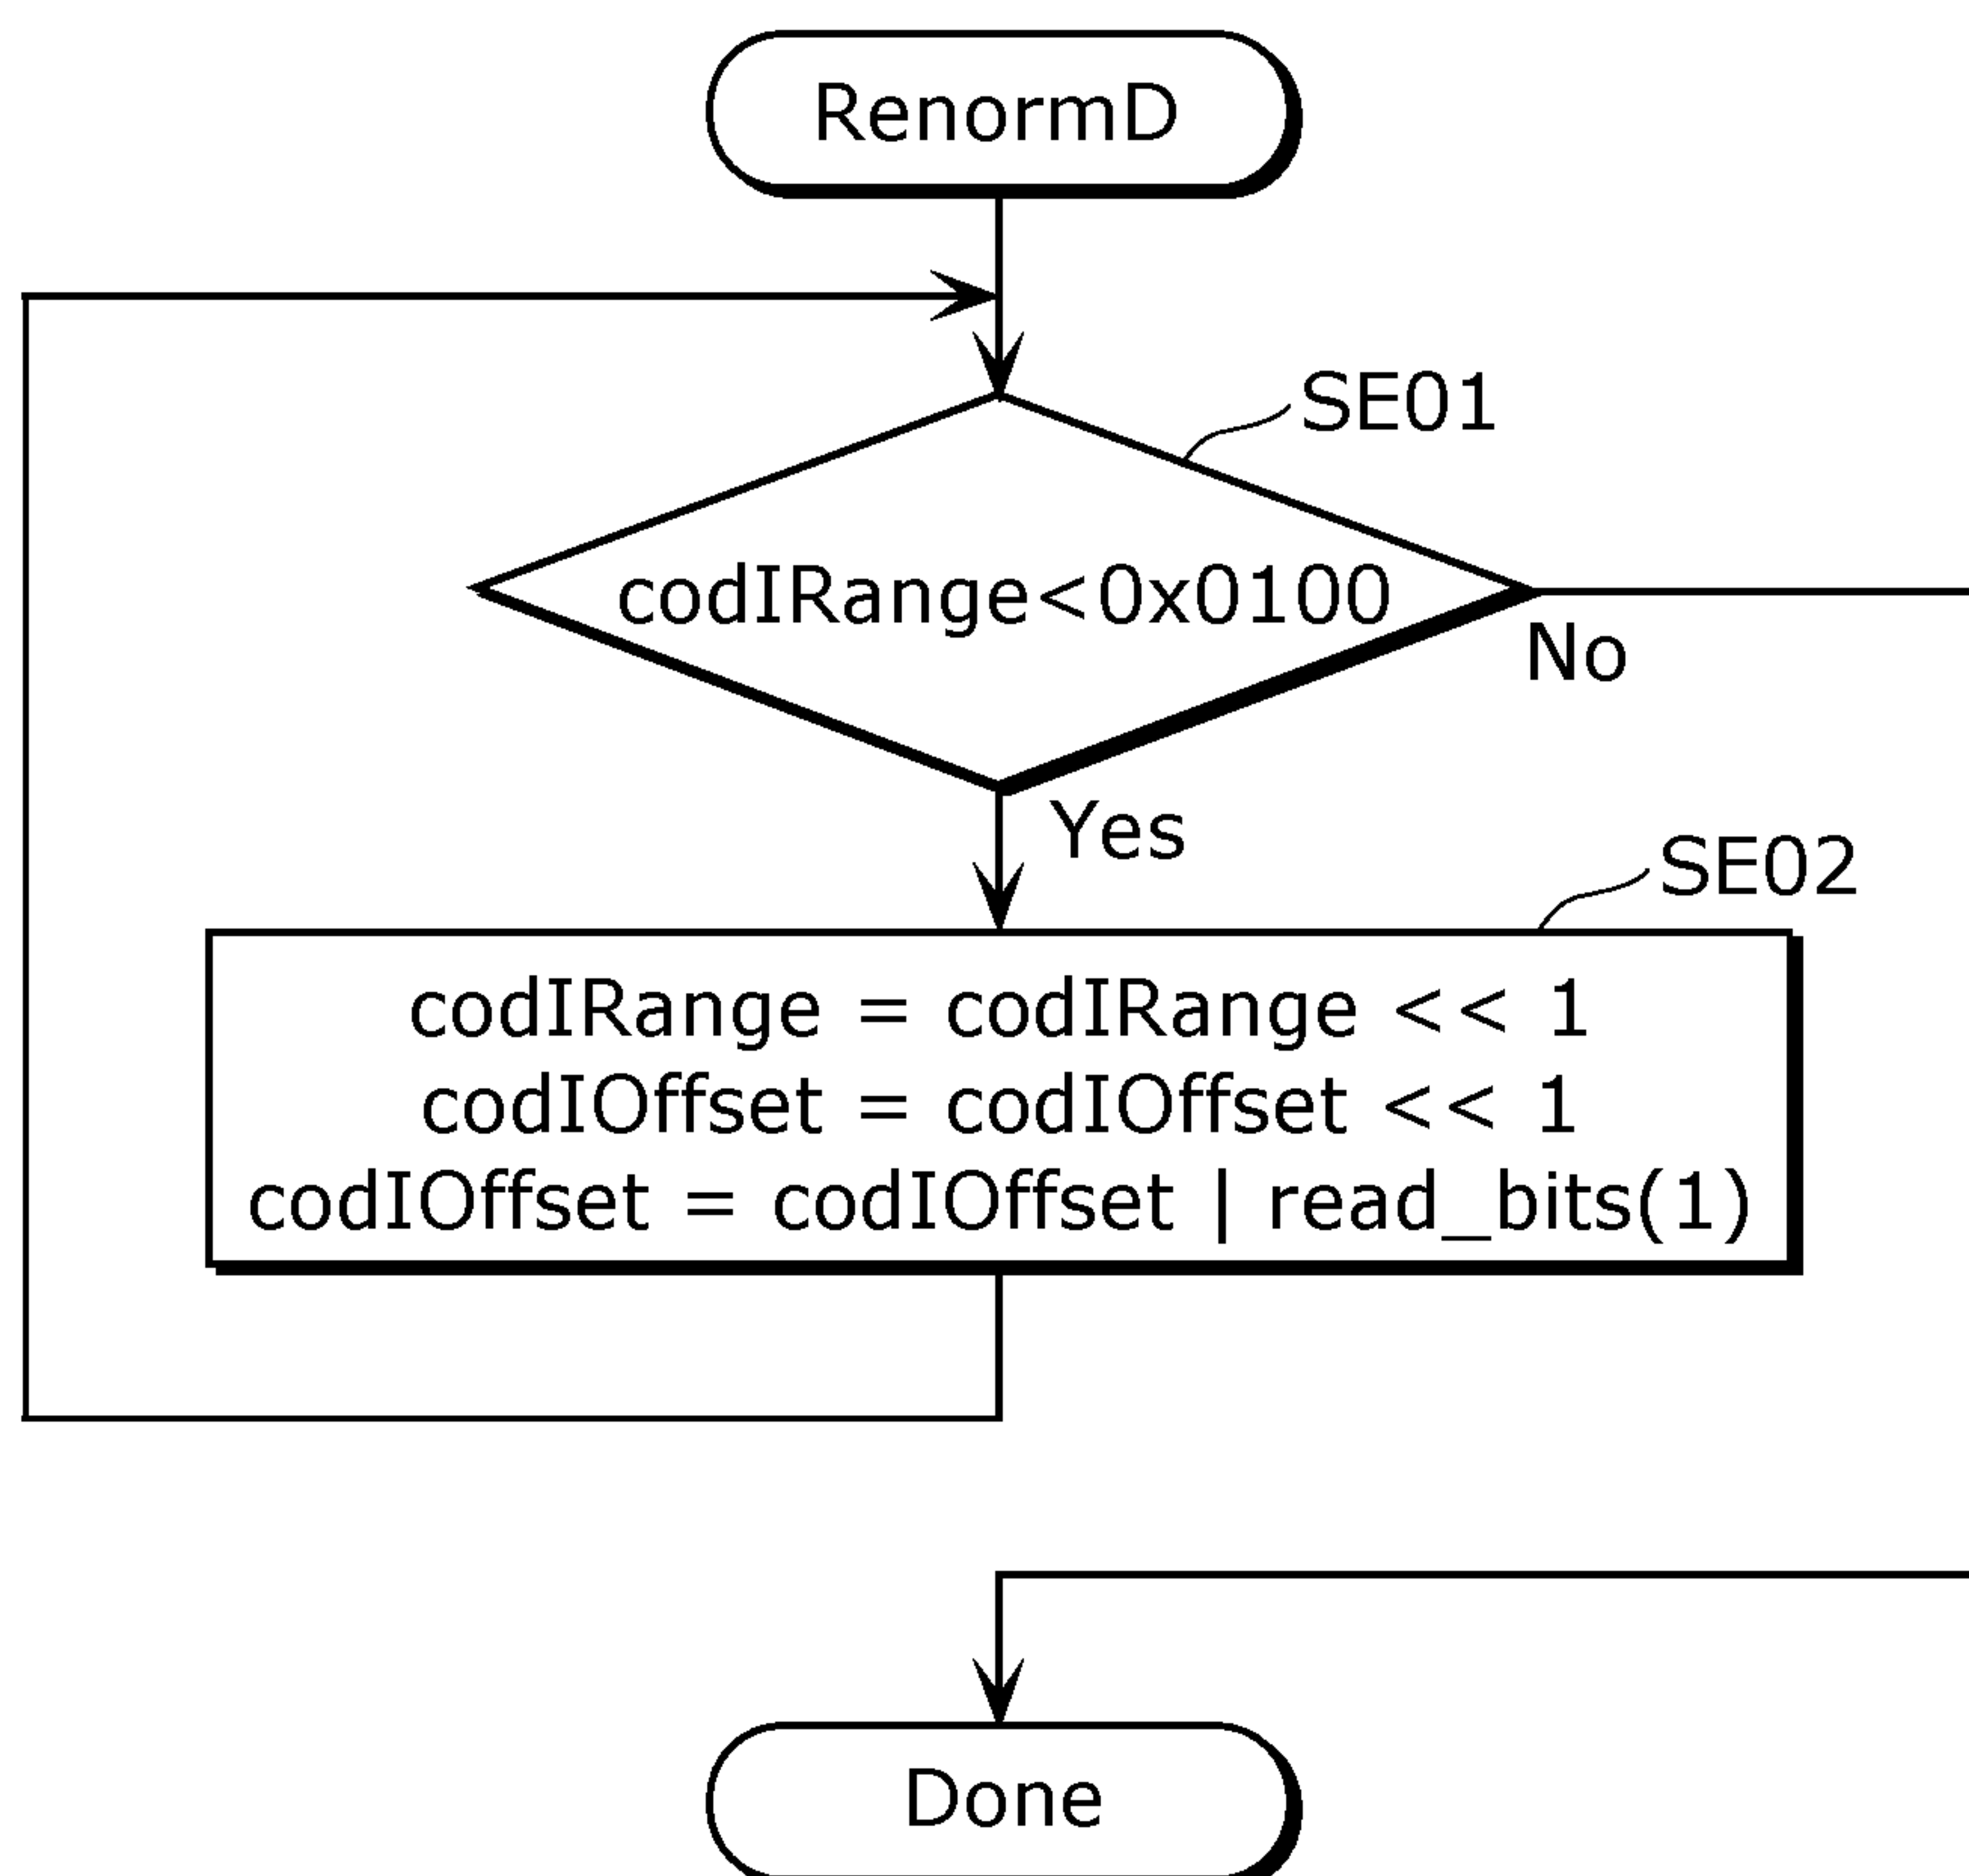 RenormD
SE01
codIRange<0x0100
No
Yes
SE02
codIRange = codIRange << 1
codIOffset = codIOffset << 1
codIOffset = codIOffset | read_bits(1)
Done